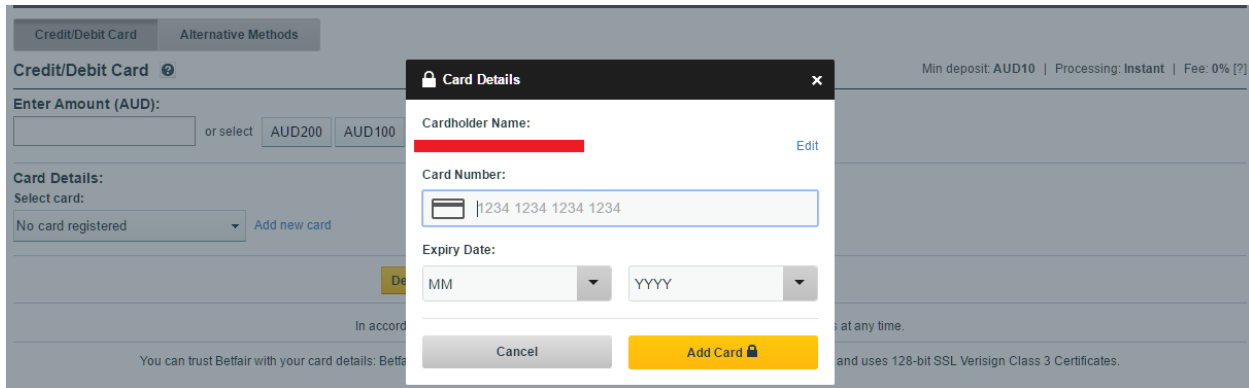 Credit/Debit Card Alternative Methods
Credit/Debit Card ?
Min deposit: AUD10 | Processing: Instant | Fee: 0% [?]
Enter Amount (AUD):
or select AUD200 AUD100
Card Details:
Select card:
No card registered Add new card
De
In accord s at any time.
You can trust Betfair with your card details: Betfa and uses 128-bit SSL Verisign Class 3 Certificates.
Card Details x
Cardholder Name:
Edit
Card Number:
1234 1234 1234 1234
Expiry Date:
MM YYYY
Cancel Add Card